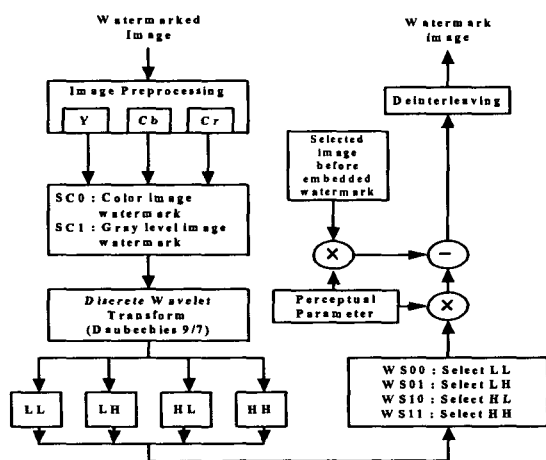 Watermarked
Image
Image Preprocessing
Y
Cb
Cr
SC0 : Color image
watermark
SC1 : Gray level image
watermark
Discrete Wavelet
Transform
(Daubechies 9/7)
LL
LH
HL
HH
Watermark
image
Deinterleaving
Selected
image
before
embedded
watermark
×
−
Perceptual
Parameter
×
WS00 : Select LL
WS01 : Select LH
WS10 : Select HL
WS11 : Select HH